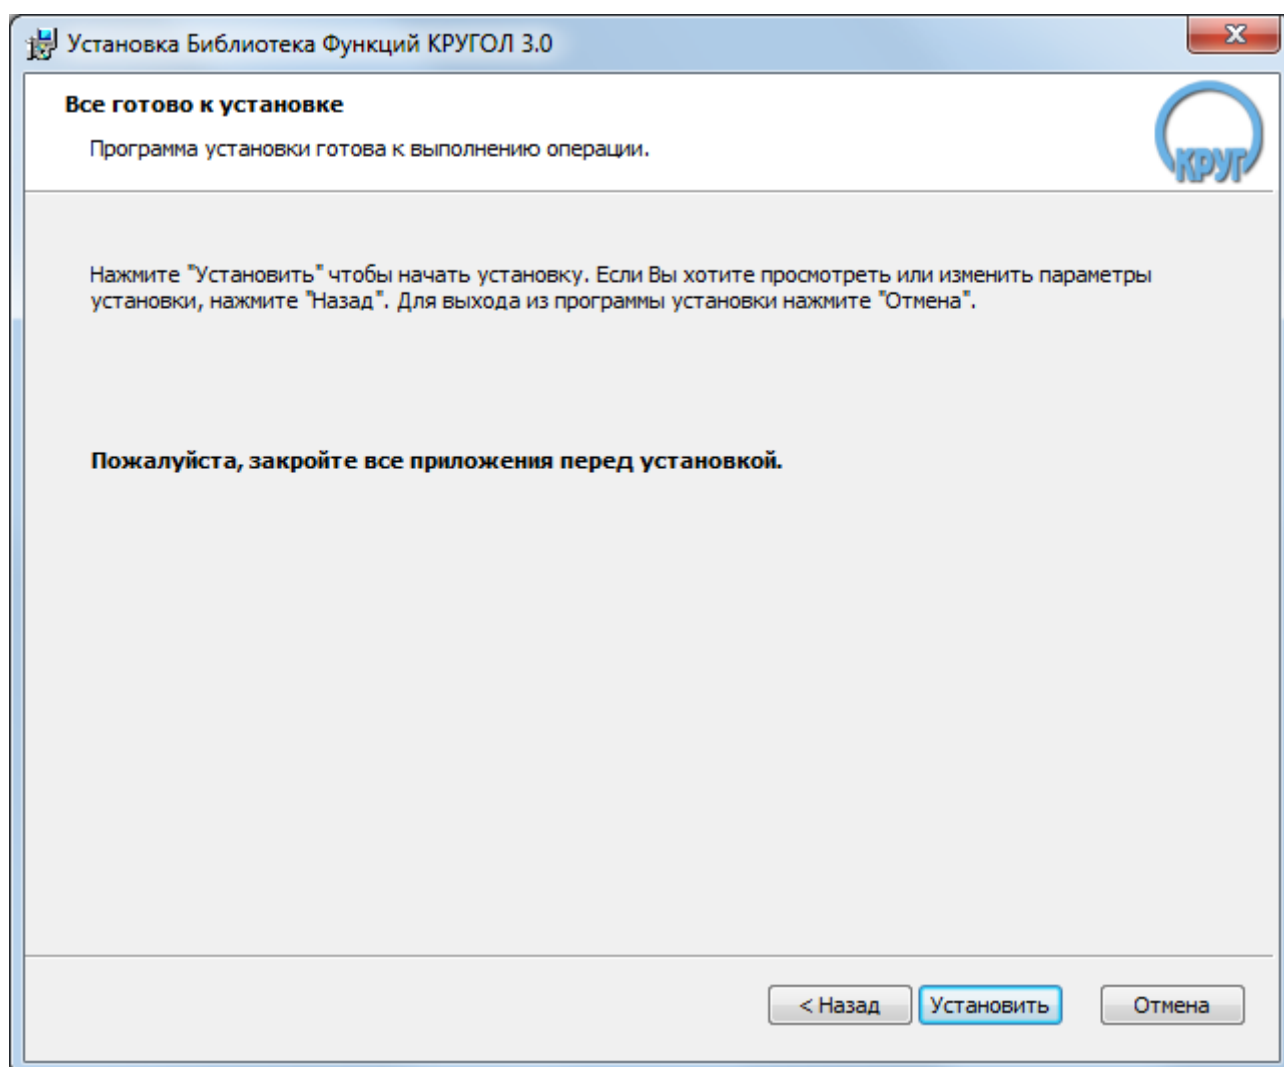 Установка Библиотека Функций КРУГОЛ 3.0
Все готово к установке
Программа установки готова к выполнению операции.
КРУГ
Нажмите "Установить" чтобы начать установку. Если Вы хотите просмотреть или изменить параметры
установки, нажмите "Назад". Для выхода из программы установки нажмите "Отмена".
Пожалуйста, закройте все приложения перед установкой.
< Назад
Установить
Отмена